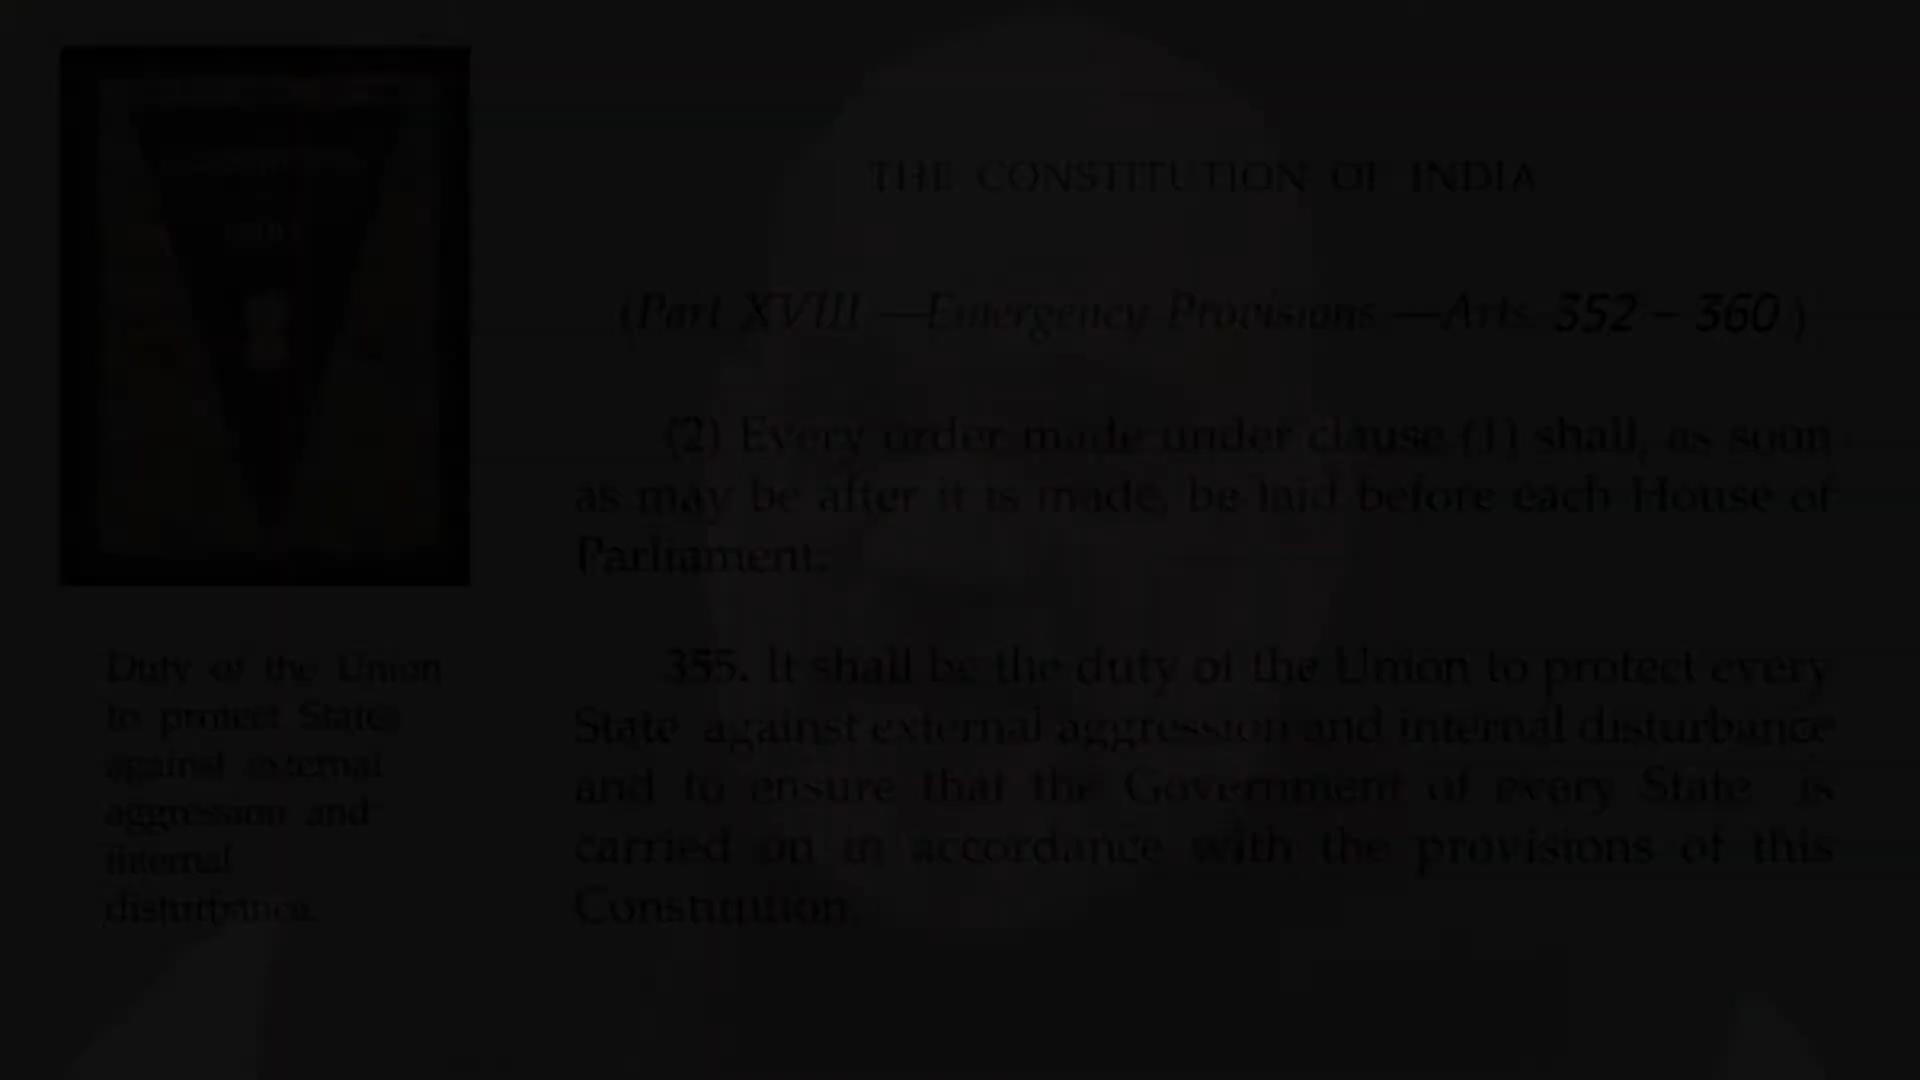 THE CONSTITUTION OF INDIA
(Part XVIII —Emergency Provisions —Arts. 352 – 360 )
(2) Every order made under clause (1) shall, as soon
as may be after it is made, be laid before each House of
Parliament.
Duty of the Union
to protect States
against external
aggression and
internal
disturbance.
355. It shall be the duty of the Union to protect every
State against external aggression and internal disturbance
and to ensure that the Government of every State is
carried on in accordance with the provisions of this
Constitution.